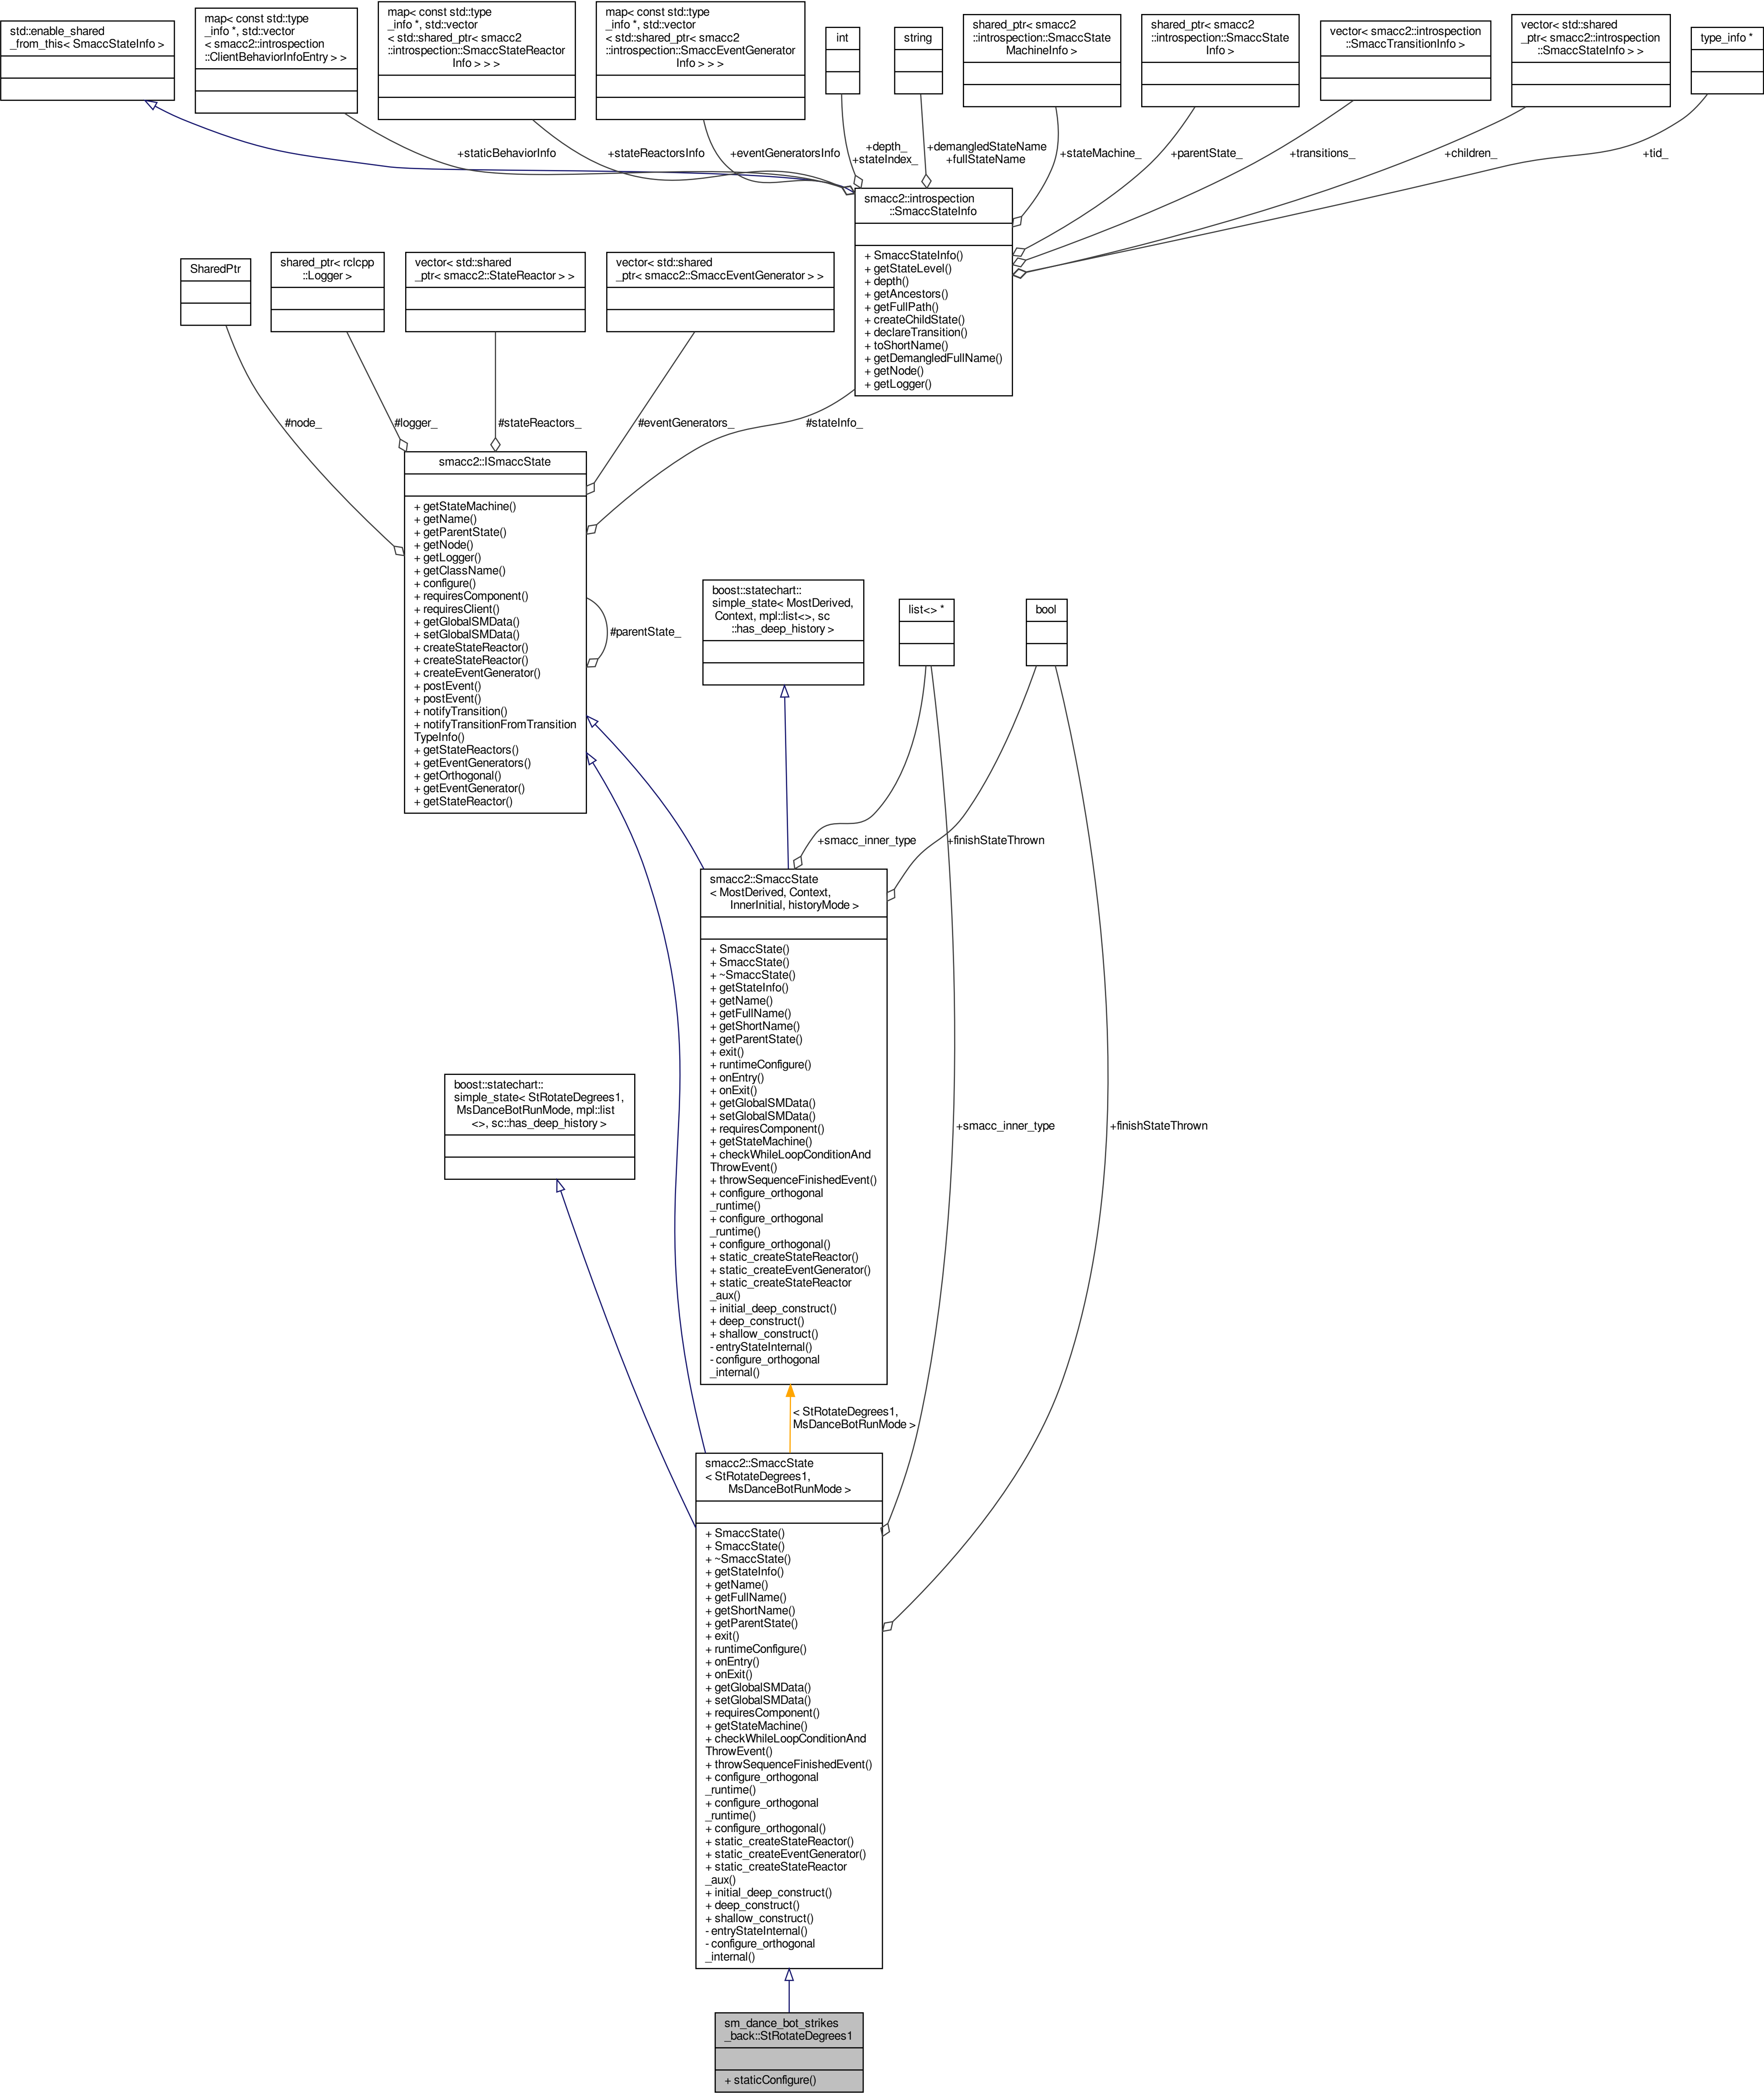 std::enable_shared
_from_this< SmaccStateInfo >
map< const std::type
_info *, std::vector
< smacc2::introspection
::ClientBehaviorInfoEntry > >
map< const std::type
_info *, std::vector
< std::shared_ptr< smacc2
::introspection::SmaccStateReactor
Info > > >
map< const std::type
_info *, std::vector
< std::shared_ptr< smacc2
::introspection::SmaccEventGenerator
Info > > >
int
string
shared_ptr< smacc2
::introspection::SmaccState
MachineInfo >
shared_ptr< smacc2
::introspection::SmaccState
Info >
vector< smacc2::introspection
::SmaccTransitionInfo >
vector< std::shared
_ptr< smacc2::introspection
::SmaccStateInfo > >
type_info *
+staticBehaviorInfo
+stateReactorsInfo
+eventGeneratorsInfo
+depth_
+stateIndex_
+demangledStateName
+fullStateName
+stateMachine_
+parentState_
+transitions_
+children_
+tid_
smacc2::introspection
::SmaccStateInfo
+ SmaccStateInfo()
+ getStateLevel()
+ depth()
+ getAncestors()
+ getFullPath()
+ createChildState()
+ declareTransition()
+ toShortName()
+ getDemangledFullName()
+ getNode()
+ getLogger()
SharedPtr
shared_ptr< rclcpp
::Logger >
vector< std::shared
_ptr< smacc2::StateReactor > >
vector< std::shared
_ptr< smacc2::SmaccEventGenerator > >
#node_
#logger_
#stateReactors_
#eventGenerators_
#stateInfo_
smacc2::ISmaccState
+ getStateMachine()
+ getName()
+ getParentState()
+ getNode()
+ getLogger()
+ getClassName()
+ configure()
+ requiresComponent()
+ requiresClient()
+ getGlobalSMData()
+ setGlobalSMData()
+ createStateReactor()
+ createStateReactor()
+ createEventGenerator()
+ postEvent()
+ postEvent()
+ notifyTransition()
+ notifyTransitionFromTransition
TypeInfo()
+ getStateReactors()
+ getEventGenerators()
+ getOrthogonal()
+ getEventGenerator()
+ getStateReactor()
#parentState_
boost::statechart::
simple_state< MostDerived,
Context, mpl::list<>, sc
::has_deep_history >
list<> *
bool
+smacc_inner_type
+finishStateThrown
smacc2::SmaccState
< MostDerived, Context,
InnerInitial, historyMode >
+ SmaccState()
+ SmaccState()
+ ~SmaccState()
+ getStateInfo()
+ getName()
+ getFullName()
+ getShortName()
+ getParentState()
+ exit()
+ runtimeConfigure()
+ onEntry()
+ onExit()
+ getGlobalSMData()
+ setGlobalSMData()
+ requiresComponent()
+ getStateMachine()
+ checkWhileLoopConditionAnd
ThrowEvent()
+ throwSequenceFinishedEvent()
+ configure_orthogonal
_runtime()
+ configure_orthogonal
_runtime()
+ configure_orthogonal()
+ static_createStateReactor()
+ static_createEventGenerator()
+ static_createStateReactor
_aux()
+ initial_deep_construct()
+ deep_construct()
+ shallow_construct()
- entryStateInternal()
- configure_orthogonal
_internal()
boost::statechart::
simple_state< StRotateDegrees1,
MsDanceBotRunMode, mpl::list
<>, sc::has_deep_history >
+smacc_inner_type
+finishStateThrown
< StRotateDegrees1,
MsDanceBotRunMode >
smacc2::SmaccState
< StRotateDegrees1,
MsDanceBotRunMode >
+ SmaccState()
+ SmaccState()
+ ~SmaccState()
+ getStateInfo()
+ getName()
+ getFullName()
+ getShortName()
+ getParentState()
+ exit()
+ runtimeConfigure()
+ onEntry()
+ onExit()
+ getGlobalSMData()
+ setGlobalSMData()
+ requiresComponent()
+ getStateMachine()
+ checkWhileLoopConditionAnd
ThrowEvent()
+ throwSequenceFinishedEvent()
+ configure_orthogonal
_runtime()
+ configure_orthogonal
_runtime()
+ configure_orthogonal()
+ static_createStateReactor()
+ static_createEventGenerator()
+ static_createStateReactor
_aux()
+ initial_deep_construct()
+ deep_construct()
+ shallow_construct()
- entryStateInternal()
- configure_orthogonal
_internal()
sm_dance_bot_strikes
_back::StRotateDegrees1
+ staticConfigure()